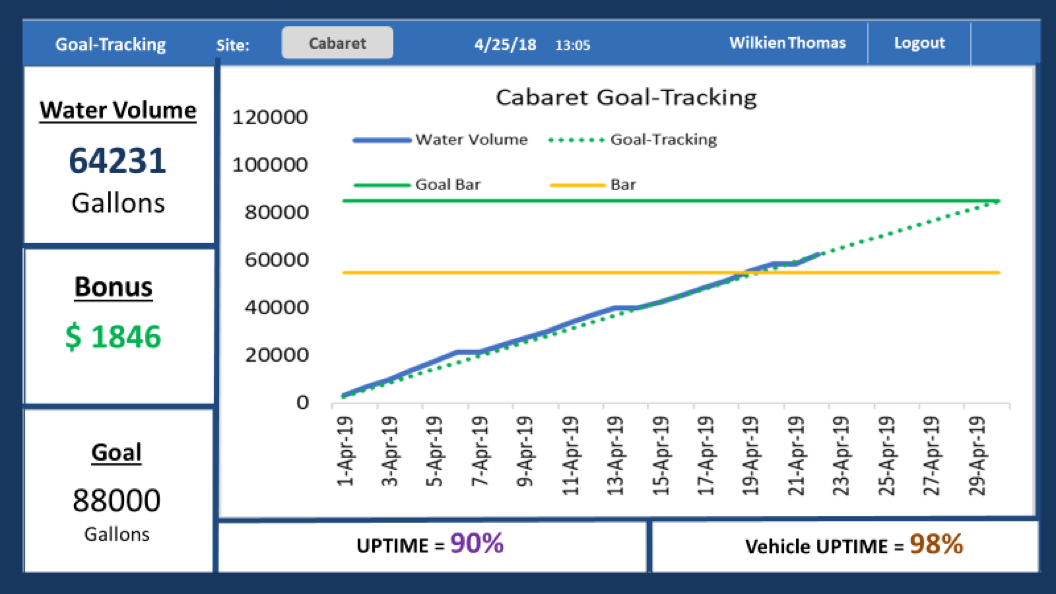 Goal-Tracking Site: Cabaret 4/25/18 13:05 Wilkien Thomas Logout
Water Volume
64231
Gallons
Bonus
$ 1846
Goal
88000
Gallons
Cabaret Goal-Tracking
Water Volume Goal-Tracking
Goal Bar Bar
120000
100000
80000
60000
40000
20000
0
1-Apr-19 3-Apr-19 5-Apr-19 7-Apr-19 9-Apr-19 11-Apr-19 13-Apr-19 15-Apr-19 17-Apr-19 19-Apr-19 21-Apr-19 23-Apr-19 25-Apr-19 27-Apr-19 29-Apr-19
UPTIME = 90%
Vehicle UPTIME = 98%